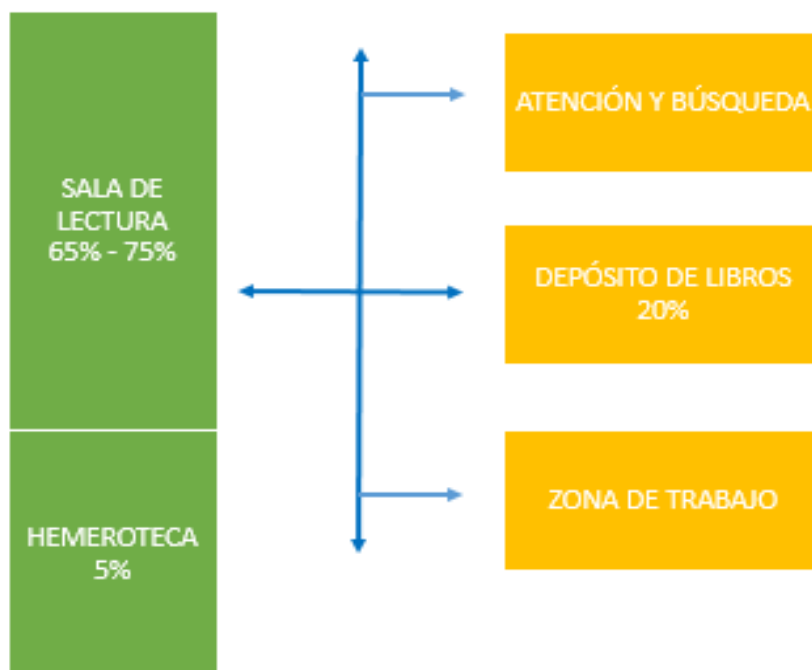 SALA DE
LECTURA
65% - 75%
HEMEROTECA
5%
ATENCIÓN Y BÚSQUEDA
DEPÓSITO DE LIBROS
20%
ZONA DE TRABAJO